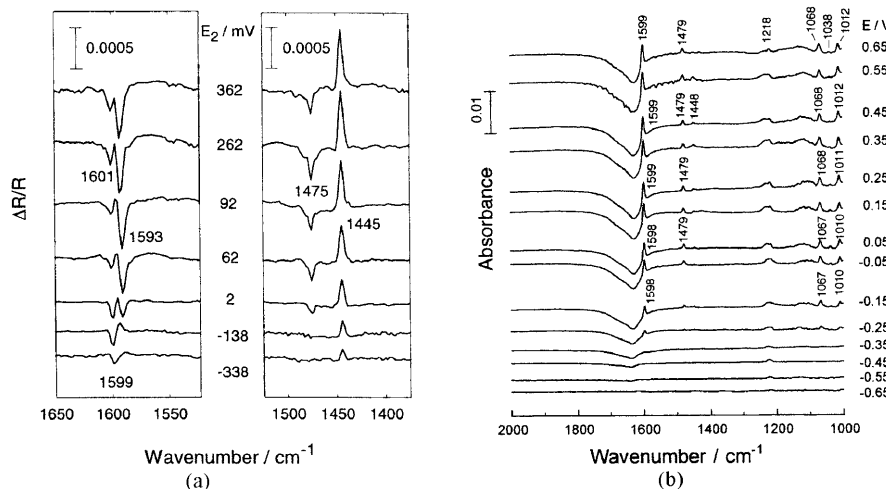 0.0005
E₂ / mV
0.0005
362
262
92
62
2
-138
-338
1601
1593
1599
1475
1445
ΔR/R
1650 1600 1550
1500 1450 1400
Wavenumber / cm⁻¹
(a)
1599 1479 1218 1068 1038 1012 E / V
0.65
0.55
0.01
0.45
1599 1479 1448 1068 1012
0.35
0.25
1599 1479 1068 1011
0.15
0.05
1598 1479 1067 1010
-0.05
-0.15
1598 1067 1010
-0.25
-0.35
-0.45
-0.55
-0.65
Absorbance
2000 1800 1600 1400 1200 1000
Wavenumber / cm⁻¹
(b)